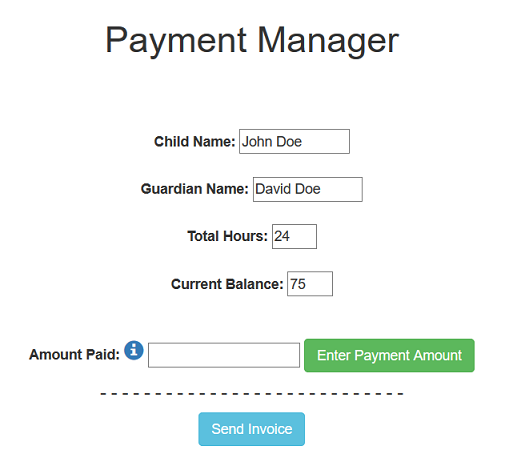 Payment Manager
Child Name: John Doe
Guardian Name: David Doe
Total Hours: 24
Current Balance: 75
Amount Paid: i Enter Payment Amount
- - - - - - - - - - - - - - - - - - - - - - - - - -
Send Invoice